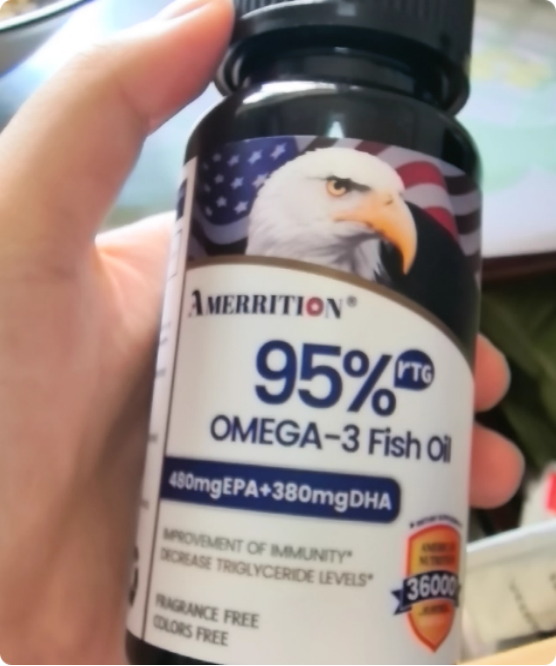 AMERRITION®
95% rTG
OMEGA-3 Fish Oil
480mgEPA+380mgDHA
IMPROVEMENT OF IMMUNITY*
DECREASE TRIGLYCERIDE LEVELS*
36000
FRAGRANCE FREE
COLORS FREE